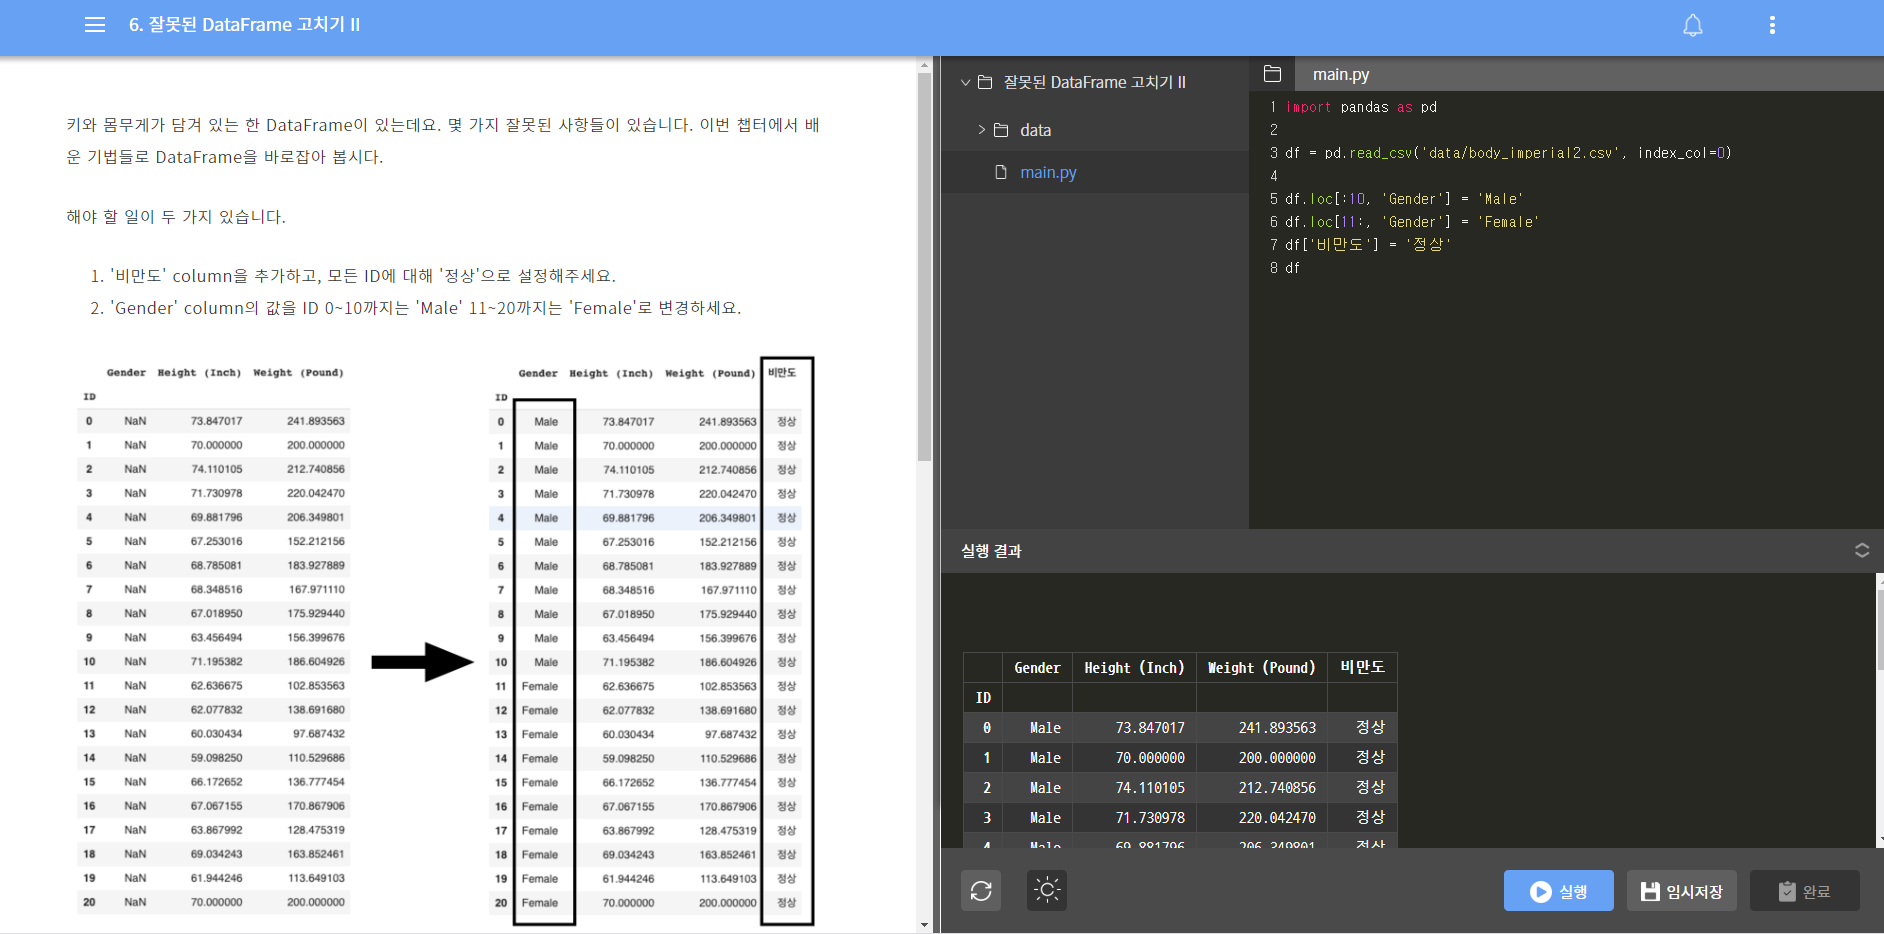 6. 잘못된 DataFrame 고치기 II
키와 몸무게가 담겨 있는 한 DataFrame이 있는데요. 몇 가지 잘못된 사항들이 있습니다. 이번 챕터에서 배
운 기법들로 DataFrame을 바로잡아 봅시다.
해야 할 일이 두 가지 있습니다.
1. '비만도' column을 추가하고, 모든 ID에 대해 '정상'으로 설정해주세요.
2. 'Gender' column의 값을 ID 0~10까지는 'Male' 11~20까지는 'Female'로 변경하세요.
Gender Height (Inch) Weight (Pound)
ID
0 NaN 73.847017 241.893563
1 NaN 70.000000 200.000000
2 NaN 74.110105 212.740856
3 NaN 71.730978 220.042470
4 NaN 69.881796 206.349801
5 NaN 67.253016 152.212156
6 NaN 68.785081 183.927889
7 NaN 68.348516 167.971110
8 NaN 67.018950 175.929440
9 NaN 63.456494 156.399676
10 NaN 71.195382 186.604926
11 NaN 62.636675 102.853563
12 NaN 62.077832 138.691680
13 NaN 60.030434 97.687432
14 NaN 59.098250 110.529686
15 NaN 66.172652 136.777454
16 NaN 67.067155 170.867906
17 NaN 63.867992 128.475319
18 NaN 69.034243 163.852461
19 NaN 61.944246 113.649103
20 NaN 70.000000 200.000000
Gender Height (Inch) Weight (Pound) 비만도
ID
0 Male 73.847017 241.893563 정상
1 Male 70.000000 200.000000 정상
2 Male 74.110105 212.740856 정상
3 Male 71.730978 220.042470 정상
4 Male 69.881796 206.349801 정상
5 Male 67.253016 152.212156 정상
6 Male 68.785081 183.927889 정상
7 Male 68.348516 167.971110 정상
8 Male 67.018950 175.929440 정상
9 Male 63.456494 156.399676 정상
10 Male 71.195382 186.604926 정상
11 Female 62.636675 102.853563 정상
12 Female 62.077832 138.691680 정상
13 Female 60.030434 97.687432 정상
14 Female 59.098250 110.529686 정상
15 Female 66.172652 136.777454 정상
16 Female 67.067155 170.867906 정상
17 Female 63.867992 128.475319 정상
18 Female 69.034243 163.852461 정상
19 Female 61.944246 113.649103 정상
20 Female 70.000000 200.000000 정상
잘못된 DataFrame 고치기 II
data
main.py
main.py
1 import pandas as pd
2
3 df = pd.read_csv('data/body_imperial2.csv', index_col=0)
4
5 df.loc[:10, 'Gender'] = 'Male'
6 df.loc[11:, 'Gender'] = 'Female'
7 df['비만도'] = '정상'
8 df
실행 결과
Gender Height (Inch) Weight (Pound) 비만도
ID
0 Male 73.847017 241.893563 정상
1 Male 70.000000 200.000000 정상
2 Male 74.110105 212.740856 정상
3 Male 71.730978 220.042470 정상
4 Male 69.881796 206.349801 정상
실행 임시저장 완료